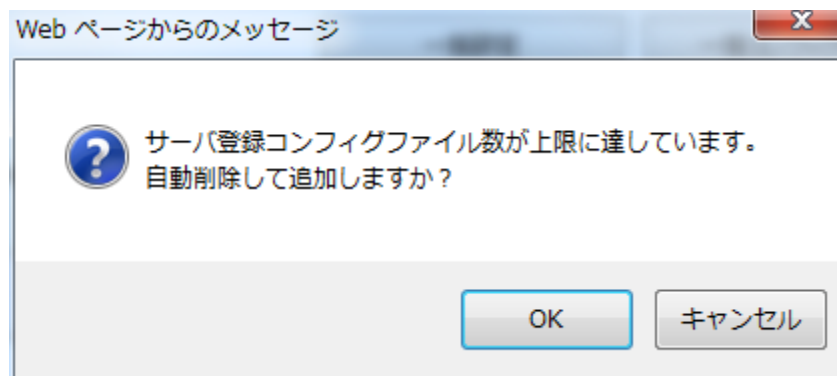 Web ページからのメッセージ
サーバ登録コンフィグファイル数が上限に達しています。
自動削除して追加しますか？
OK
キャンセル